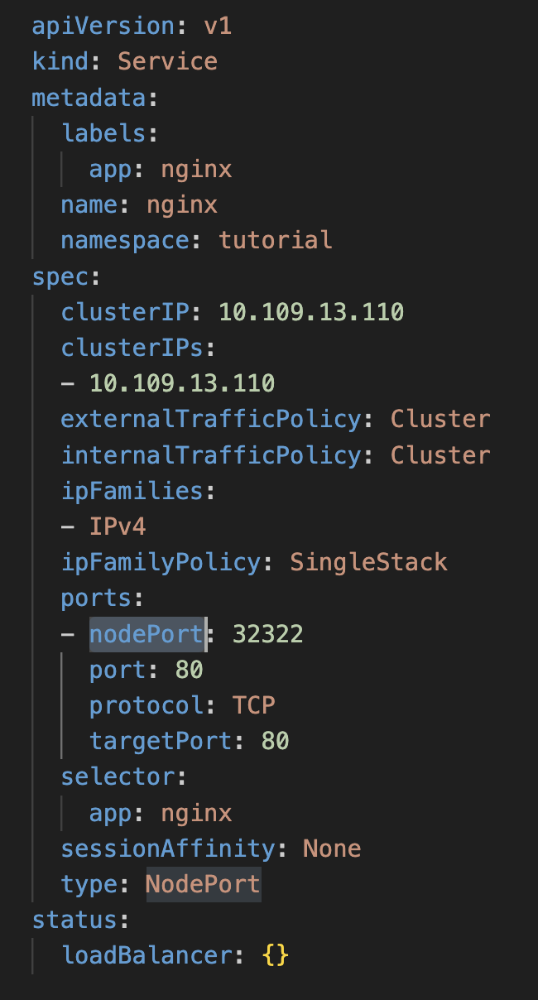 apiVersion: v1
kind: Service
metadata:
  labels:
    app: nginx
  name: nginx
  namespace: tutorial
spec:
  clusterIP: 10.109.13.110
  clusterIPs:
  - 10.109.13.110
  externalTrafficPolicy: Cluster
  internalTrafficPolicy: Cluster
  ipFamilies:
  - IPv4
  ipFamilyPolicy: SingleStack
  ports:
  - nodePort: 32322
    port: 80
    protocol: TCP
    targetPort: 80
  selector:
    app: nginx
  sessionAffinity: None
  type: NodePort
status:
  loadBalancer: {}